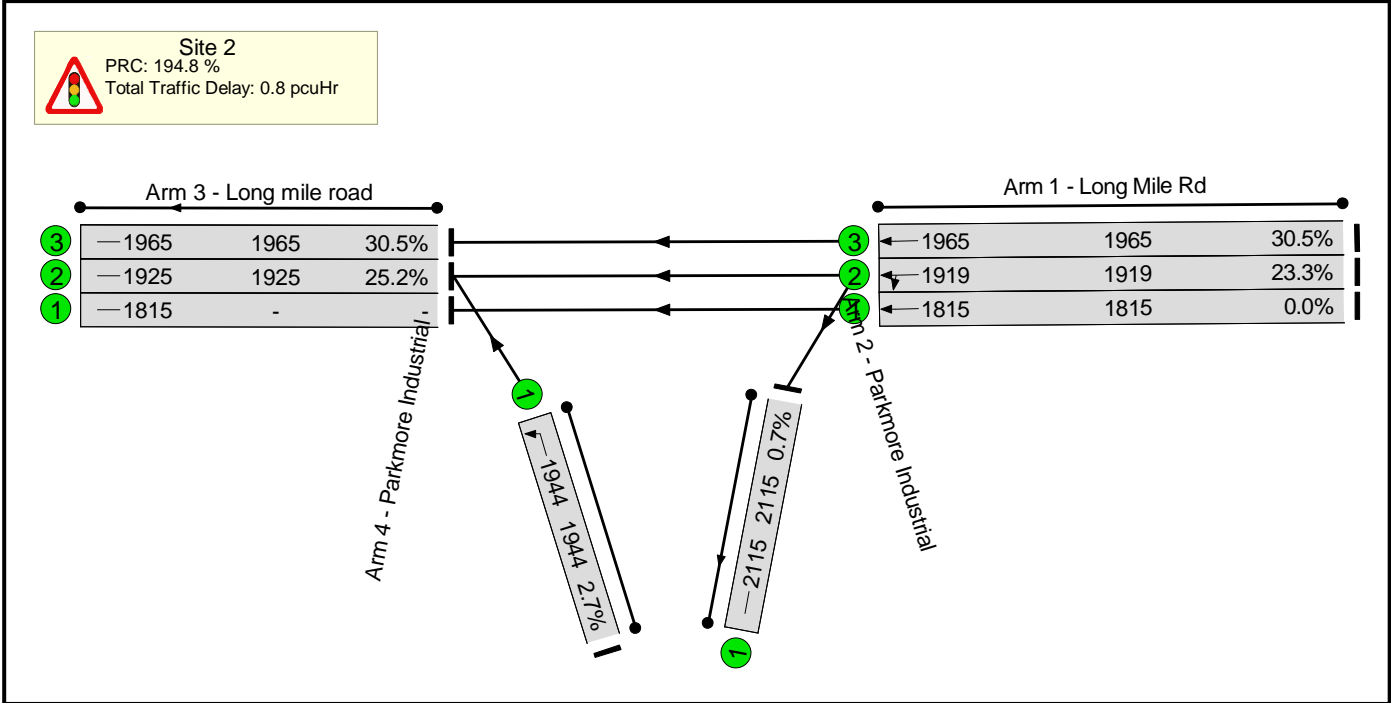 Site 2
PRC: 194.8 %
Total Traffic Delay: 0.8 pcuHr
Arm 3 - Long mile road
3 1965 1965 30.5%
2 1925 1925 25.2%
1 1815 - -
Arm 1 - Long Mile Rd
3 1965 1965 30.5%
2 1919 1919 23.3%
1 1815 1815 0.0%
Arm 4 - Parkmore Industrial
1
1944 1944 2.7%
Arm 2 - Parkmore Industrial
2115 2115 0.7%
1